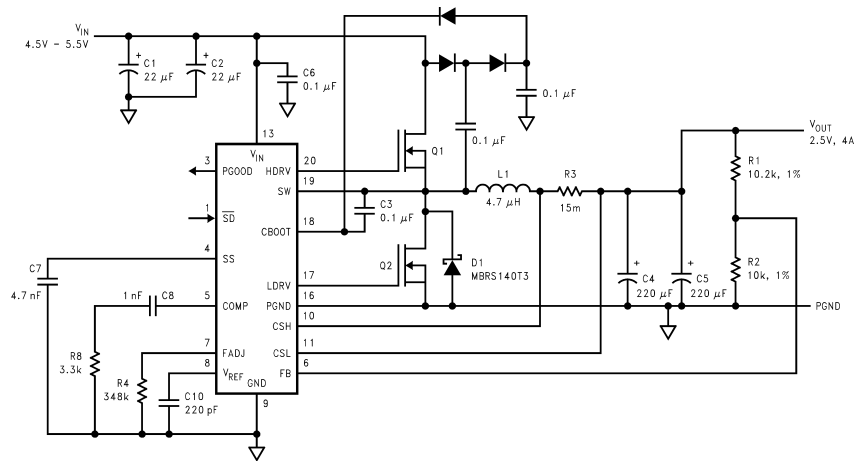 V_IN
4.5V – 5.5V
+
C1
22 μF
+
C2
22 μF
C6
0.1 μF
0.1 μF
0.1 μF
V_OUT
2.5V, 4A
13
V_IN
3
PGOOD
HDRV
20
Q1
19
SW
L1
4.7 μH
R3
15m
R1
10.2k, 1%
1
SD
C3
0.1 μF
18
CBOOT
4
SS
Q2
D1
MBRS140T3
R2
10k, 1%
C7
4.7 nF
17
LDRV
+
C4
220 μF
+
C5
220 μF
1 nF
C8
5
COMP
16
PGND
PGND
10
CSH
R8
3.3k
7
FADJ
11
CSL
R4
348k
8
V_REF
6
FB
C10
220 pF
GND
9